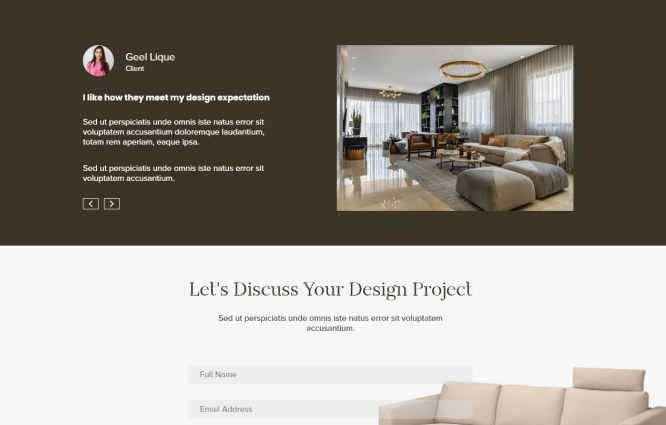 Geel Lique
Client
I like how they meet my design expectation
Sed ut perspiciatis unde omnis iste natus error sit
voluptatem accusantium doloremque laudantium,
totam rem aperiam, eaque ipsa.
Sed ut perspiciatis unde omnis iste natus error sit
voluptatem accusantium.
Let's Discuss Your Design Project
Sed ut perspiciatis unde omnis iste natus error sit voluptatem
accusantium.
Full Name
Email Address